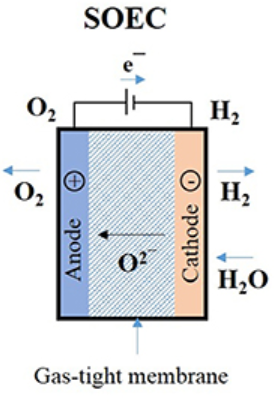 SOEC
e⁻
O₂ H₂
O₂ ⊕ ⊖ H₂
Anode O²⁻ Cathode
H₂O
Gas-tight membrane